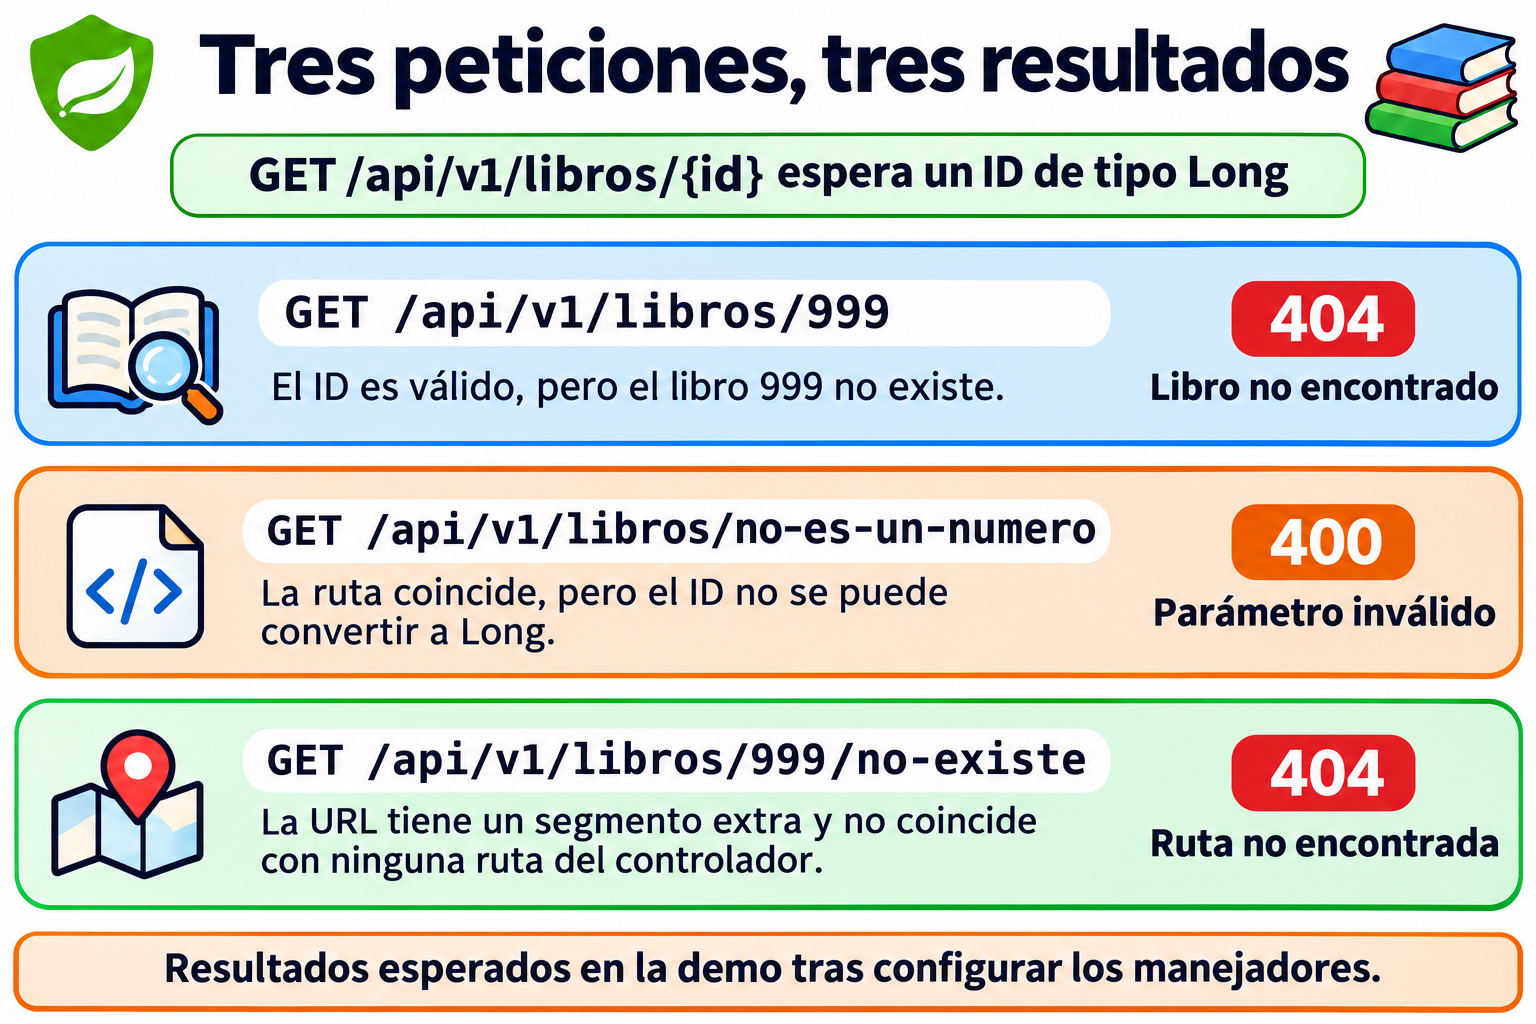 Tres peticiones, tres resultados
GET /api/v1/libros/{id} espera un ID de tipo Long
GET /api/v1/libros/999
El ID es válido, pero el libro 999 no existe.
404
Libro no encontrado
GET /api/v1/libros/no-es-un-numero
La ruta coincide, pero el ID no se puede
convertir a Long.
400
Parámetro inválido
GET /api/v1/libros/999/no-existe
La URL tiene un segmento extra y no coincide
con ninguna ruta del controlador.
404
Ruta no encontrada
Resultados esperados en la demo tras configurar los manejadores.